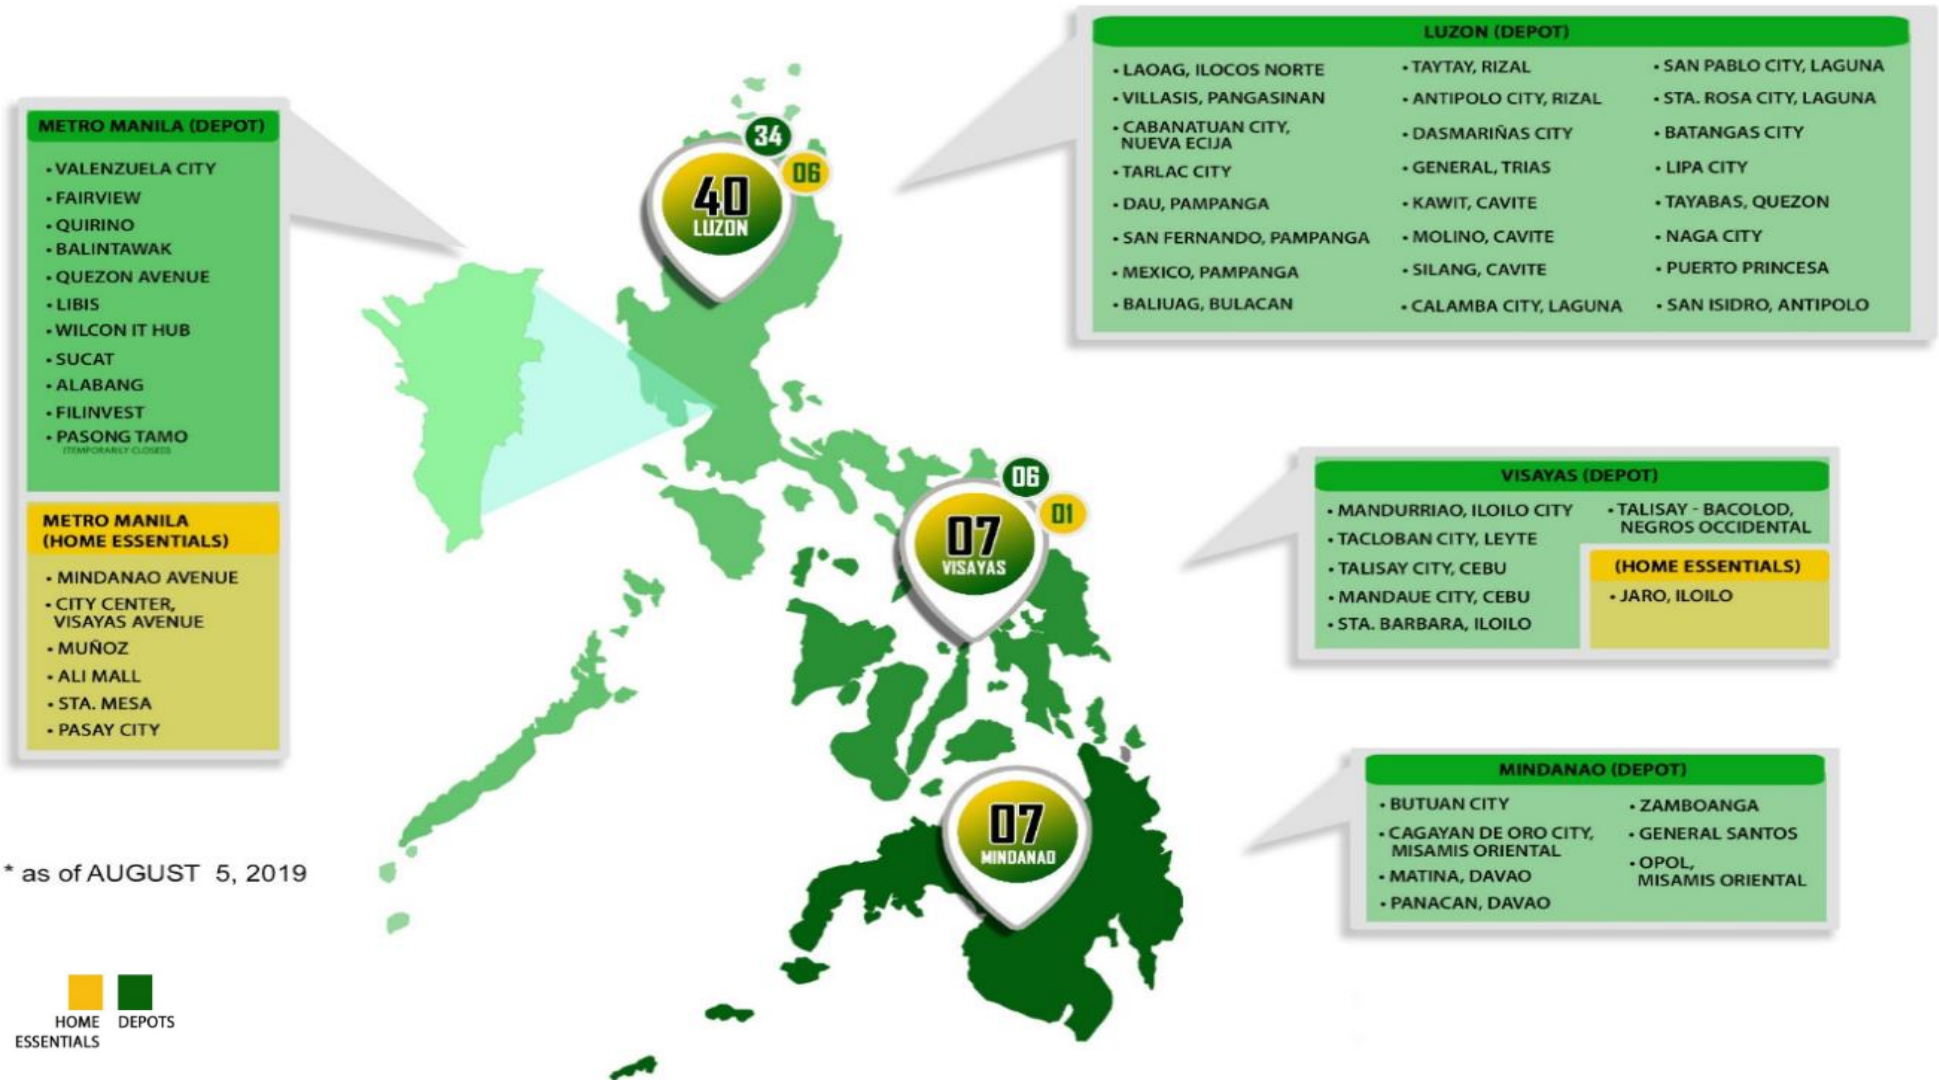 METRO MANILA (DEPOT)
• VALENZUELA CITY
• FAIRVIEW
• QUIRINO
• BALINTAWAK
• QUEZON AVENUE
• LIBIS
• WILCON IT HUB
• SUCAT
• ALABANG
• FILINVEST
• PASONG TAMO
(TEMPORARILY CLOSED)
METRO MANILA
(HOME ESSENTIALS)
• MINDANAO AVENUE
• CITY CENTER,
VISAYAS AVENUE
• MUÑOZ
• ALI MALL
• STA. MESA
• PASAY CITY
34
06
40
LUZON
LUZON (DEPOT)
• LAOAG, ILOCOS NORTE
• VILLASIS, PANGASINAN
• CABANATUAN CITY,
NUEVA ECIJA
• TARLAC CITY
• DAU, PAMPANGA
• SAN FERNANDO, PAMPANGA
• MEXICO, PAMPANGA
• BALIUAG, BULACAN
• TAYTAY, RIZAL
• ANTIPOLO CITY, RIZAL
• DASMARIÑAS CITY
• GENERAL, TRIAS
• KAWIT, CAVITE
• MOLINO, CAVITE
• SILANG, CAVITE
• CALAMBA CITY, LAGUNA
• SAN PABLO CITY, LAGUNA
• STA. ROSA CITY, LAGUNA
• BATANGAS CITY
• LIPA CITY
• TAYABAS, QUEZON
• NAGA CITY
• PUERTO PRINCESA
• SAN ISIDRO, ANTIPOLO
06
01
07
VISAYAS
VISAYAS (DEPOT)
• MANDURRIAO, ILOILO CITY
• TACLOBAN CITY, LEYTE
• TALISAY CITY, CEBU
• MANDAUE CITY, CEBU
• STA. BARBARA, ILOILO
• TALISAY - BACOLOD,
NEGROS OCCIDENTAL
(HOME ESSENTIALS)
• JARO, ILOILO
07
MINDANAO
MINDANAO (DEPOT)
• BUTUAN CITY
• CAGAYAN DE ORO CITY,
MISAMIS ORIENTAL
• MATINA, DAVAO
• PANACAN, DAVAO
• ZAMBOANGA
• GENERAL SANTOS
• OPOL,
MISAMIS ORIENTAL
* as of AUGUST 5, 2019
HOME
ESSENTIALS
DEPOTS